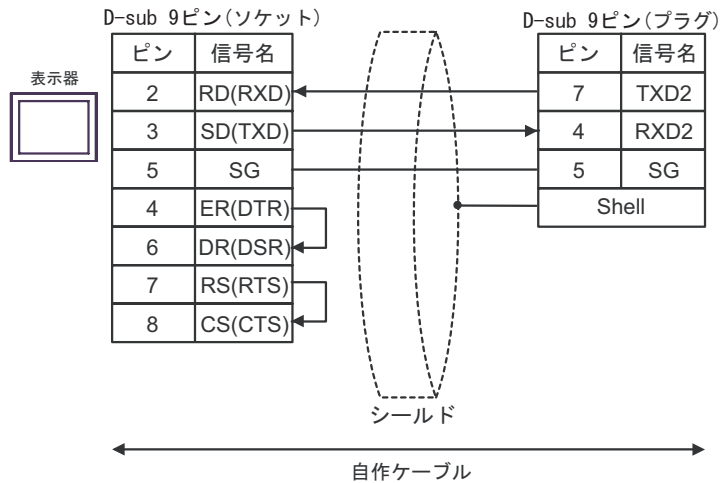 D-sub 9ピン(ソケット)
D-sub 9ピン(プラグ)
表示器
ピン 信号名
2 RD(RXD)
3 SD(TXD)
5 SG
4 ER(DTR)
6 DR(DSR)
7 RS(RTS)
8 CS(CTS)
ピン 信号名
7 TXD2
4 RXD2
5 SG
Shell
シールド
自作ケーブル